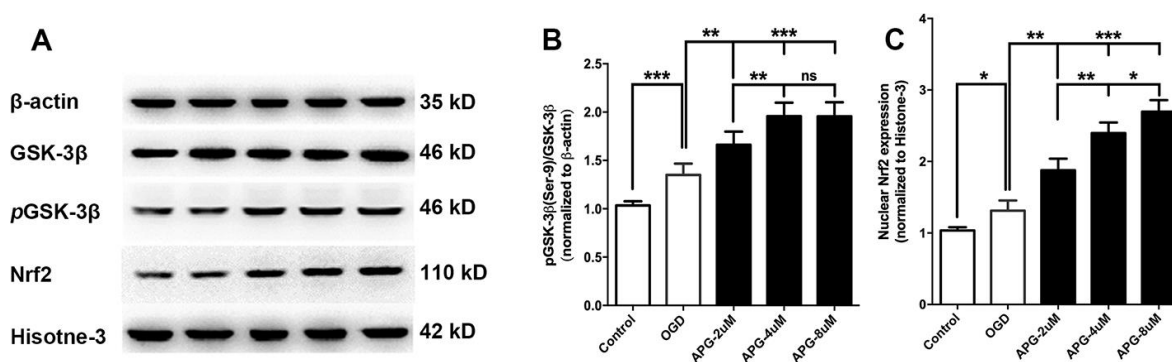 A
β-actin
35 kD
GSK-3β
46 kD
pGSK-3β
46 kD
Nrf2
110 kD
Hisotne-3
42 kD
B
pGSK-3β(Ser-9)/GSK-3β
(normalized to β-actin)
2.5
2.0
1.5
1.0
0.5
0.0
***
**
***
**
ns
Control
OGD
APG-2uM
APG-4uM
APG-8uM
C
Nuclear Nrf2 expression
(normalized to Histone-3)
4
3
2
1
0
*
**
***
**
*
Control
OGD
APG-2uM
APG-4uM
APG-8uM